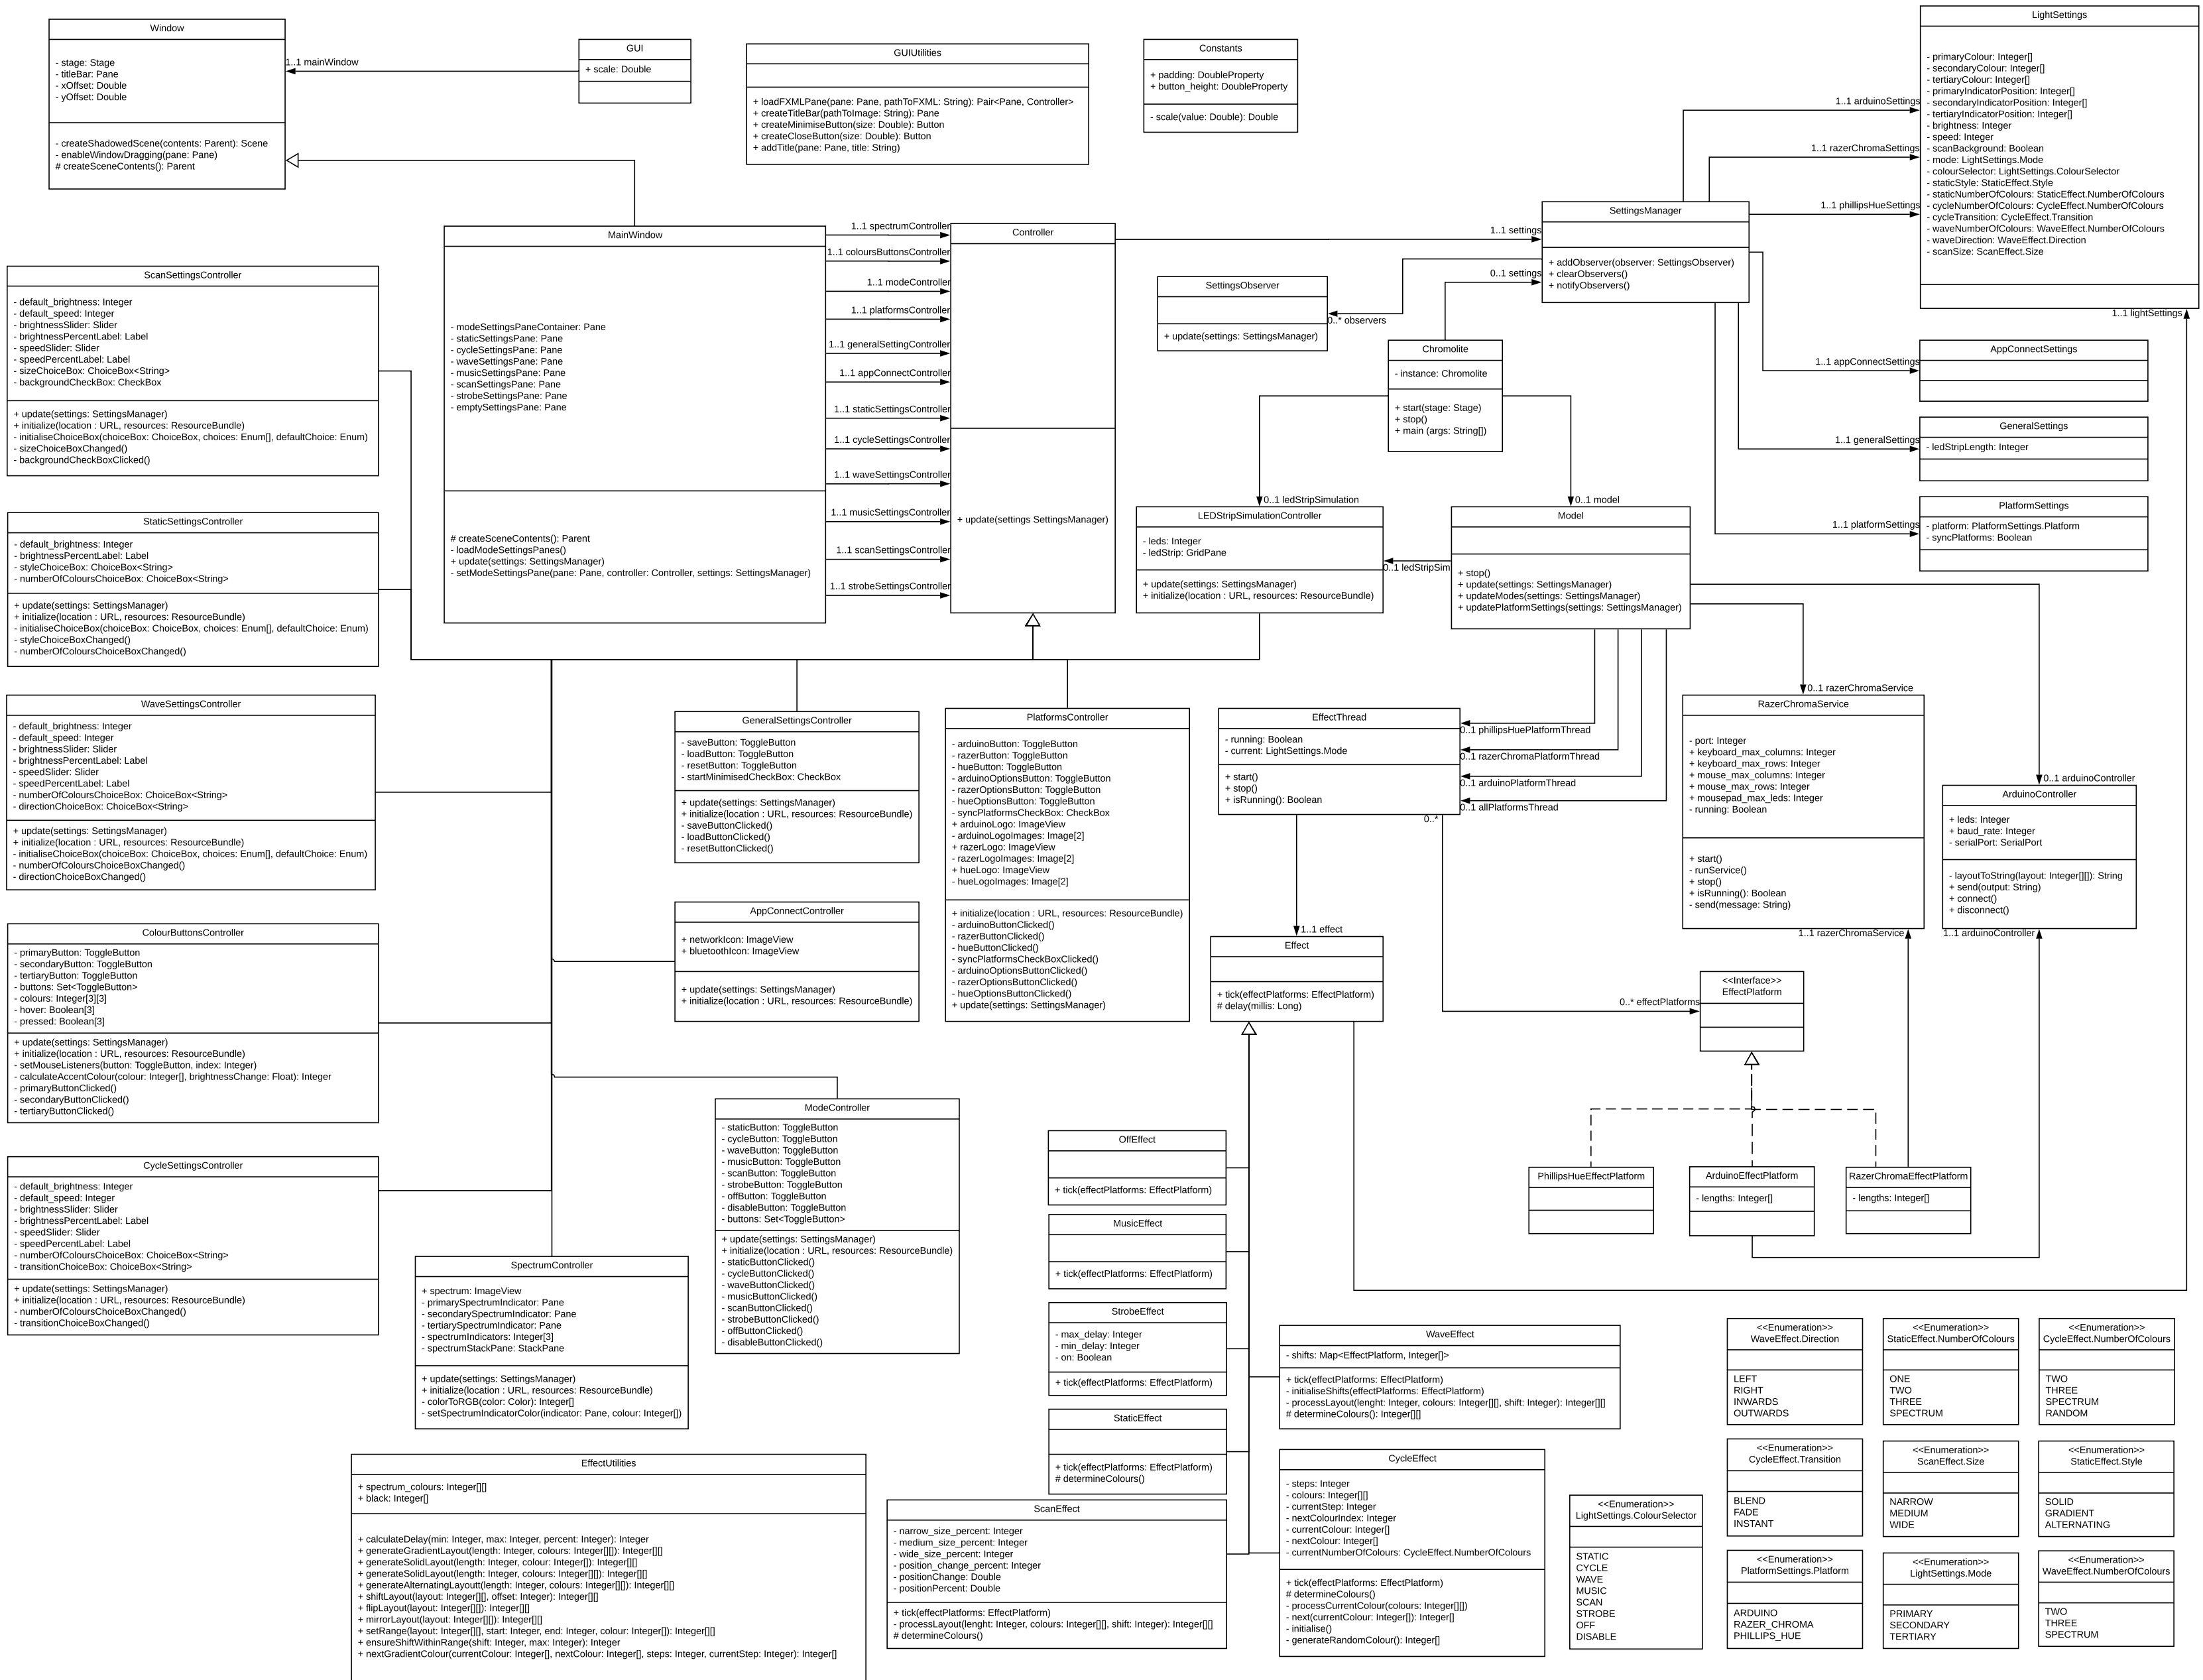 Window
- stage: Stage
- titleBar: Pane
- xOffset: Double
- yOffset: Double
- createShadowedScene(contents: Parent): Scene
- enableWindowDragging(pane: Pane)
# createSceneContents(): Parent
1..1 mainWindow
GUI
+ scale: Double
GUIUtilities
+ loadFXMLPane(pane: Pane, pathToFXML: String): Pair<Pane, Controller>
+ createTitleBar(pathToImage: String): Pane
+ createMinimiseButton(size: Double): Button
+ createCloseButton(size: Double): Button
+ addTitle(pane: Pane, title: String)
Constants
+ padding: DoubleProperty
+ button_height: DoubleProperty
- scale(value: Double): Double
LightSettings
- primaryColour: Integer[]
- secondaryColour: Integer[]
- tertiaryColour: Integer[]
- primaryIndicatorPosition: Integer[]
- secondaryIndicatorPosition: Integer[]
- tertiaryIndicatorPosition: Integer[]
- brightness: Integer
- speed: Integer
- scanBackground: Boolean
- mode: LightSettings.Mode
- colourSelector: LightSettings.ColourSelector
- staticStyle: StaticEffect.Style
- staticNumberOfColours: StaticEffect.NumberOfColours
- cycleNumberOfColours: CycleEffect.NumberOfColours
- cycleTransition: CycleEffect.Transition
- waveNumberOfColours: WaveEffect.NumberOfColours
- waveDirection: WaveEffect.Direction
- scanSize: ScanEffect.Size
1..1 arduinoSettings
1..1 razerChromaSettings
1..1 phillipsHueSettings
1..1 lightSettings
SettingsManager
+ addObserver(observer: SettingsObserver)
+ clearObservers()
+ notifyObservers()
1..1 settings
0..1 settings
0..* observers
SettingsObserver
+ update(settings: SettingsManager)
Chromolite
- instance: Chromolite
+ start(stage: Stage)
+ stop()
+ main (args: String[])
1..1 appConnectSettings
AppConnectSettings
1..1 generalSettings
GeneralSettings
- ledStripLength: Integer
1..1 platformSettings
PlatformSettings
- platform: PlatformSettings.Platform
- syncPlatforms: Boolean
MainWindow
- modeSettingsPaneContainer: Pane
- staticSettingsPane: Pane
- cycleSettingsPane: Pane
- waveSettingsPane: Pane
- musicSettingsPane: Pane
- scanSettingsPane: Pane
- strobeSettingsPane: Pane
- emptySettingsPane: Pane
# createSceneContents(): Parent
- loadModeSettingsPanes()
+ update(settings: SettingsManager)
- setModeSettingsPane(pane: Pane, controller: Controller, settings: SettingsManager)
1..1 spectrumController
1..1 coloursButtonsController
1..1 modeController
1..1 platformsController
1..1 generalSettingController
1..1 appConnectController
1..1 staticSettingsController
1..1 cycleSettingsController
1..1 waveSettingsController
1..1 musicSettingsController
1..1 scanSettingsController
1..1 strobeSettingsController
Controller
+ update(settings SettingsManager)
ScanSettingsController
- default_brightness: Integer
- default_speed: Integer
- brightnessSlider: Slider
- brightnessPercentLabel: Label
- speedSlider: Slider
- speedPercentLabel: Label
- sizeChoiceBox: ChoiceBox<String>
- backgroundCheckBox: CheckBox
+ update(settings: SettingsManager)
+ initialize(location : URL, resources: ResourceBundle)
- initialiseChoiceBox(choiceBox: ChoiceBox, choices: Enum[], defaultChoice: Enum)
- sizeChoiceBoxChanged()
- backgroundCheckBoxClicked()
StaticSettingsController
- default_brightness: Integer
- brightnessPercentLabel: Label
- styleChoiceBox: ChoiceBox<String>
- numberOfColoursChoiceBox: ChoiceBox<String>
+ update(settings: SettingsManager)
+ initialize(location : URL, resources: ResourceBundle)
- initialiseChoiceBox(choiceBox: ChoiceBox, choices: Enum[], defaultChoice: Enum)
- styleChoiceBoxChanged()
- numberOfColoursChoiceBoxChanged()
0..1 ledStripSimulation
LEDStripSimulationController
- leds: Integer
- ledStrip: GridPane
+ update(settings: SettingsManager)
+ initialize(location : URL, resources: ResourceBundle)
0..1 ledStripSim
0..1 model
Model
+ stop()
+ update(settings: SettingsManager)
+ updateModes(settings: SettingsManager)
+ updatePlatformSettings(settings: SettingsManager)
WaveSettingsController
- default_brightness: Integer
- default_speed: Integer
- brightnessSlider: Slider
- brightnessPercentLabel: Label
- speedSlider: Slider
- speedPercentLabel: Label
- numberOfColoursChoiceBox: ChoiceBox<String>
- directionChoiceBox: ChoiceBox<String>
+ update(settings: SettingsManager)
+ initialize(location : URL, resources: ResourceBundle)
- initialiseChoiceBox(choiceBox: ChoiceBox, choices: Enum[], defaultChoice: Enum)
- numberOfColoursChoiceBoxChanged()
- directionChoiceBoxChanged()
GeneralSettingsController
- saveButton: ToggleButton
- loadButton: ToggleButton
- resetButton: ToggleButton
- startMinimisedCheckBox: CheckBox
+ update(settings: SettingsManager)
+ initialize(location : URL, resources: ResourceBundle)
- saveButtonClicked()
- loadButtonClicked()
- resetButtonClicked()
PlatformsController
- arduinoButton: ToggleButton
- razerButton: ToggleButton
- hueButton: ToggleButton
- arduinoOptionsButton: ToggleButton
- razerOptionsButton: ToggleButton
- hueOptionsButton: ToggleButton
- syncPlatformsCheckBox: CheckBox
+ arduinoLogo: ImageView
- arduinoLogoImages: Image[2]
+ razerLogo: ImageView
- razerLogoImages: Image[2]
+ hueLogo: ImageView
- hueLogoImages: Image[2]
+ initialize(location : URL, resources: ResourceBundle)
- arduinoButtonClicked()
- razerButtonClicked()
- hueButtonClicked()
- syncPlatformsCheckBoxClicked()
- arduinoOptionsButtonClicked()
- razerOptionsButtonClicked()
- hueOptionsButtonClicked()
+ update(settings: SettingsManager)
EffectThread
- running: Boolean
- current: LightSettings.Mode
+ start()
+ stop()
+ isRunning(): Boolean
0..1 phillipsHuePlatformThread
0..1 razerChromaPlatformThread
0..1 arduinoPlatformThread
0..1 allPlatformsThread
0..*
0..1 razerChromaService
RazerChromaService
- port: Integer
+ keyboard_max_columns: Integer
+ keyboard_max_rows: Integer
+ mouse_max_columns: Integer
+ mouse_max_rows: Integer
+ mousepad_max_leds: Integer
- running: Boolean
+ start()
- runService()
+ stop()
+ isRunning(): Boolean
- send(message: String)
0..1 arduinoController
ArduinoController
+ leds: Integer
+ baud_rate: Integer
- serialPort: SerialPort
- layoutToString(layout: Integer[][]): String
+ send(output: String)
+ connect()
+ disconnect()
1..1 razerChromaService
1..1 arduinoController
AppConnectController
+ networkIcon: ImageView
+ bluetoothIcon: ImageView
+ update(settings: SettingsManager)
+ initialize(location : URL, resources: ResourceBundle)
ColourButtonsController
- primaryButton: ToggleButton
- secondaryButton: ToggleButton
- tertiaryButton: ToggleButton
- buttons: Set<ToggleButton>
- colours: Integer[3][3]
- hover: Boolean[3]
- pressed: Boolean[3]
+ update(settings: SettingsManager)
+ initialize(location : URL, resources: ResourceBundle)
- setMouseListeners(button: ToggleButton, index: Integer)
- calculateAccentColour(colour: Integer[], brightnessChange: Float): Integer
- primaryButtonClicked()
- secondaryButtonClicked()
- tertiaryButtonClicked()
1..1 effect
Effect
+ tick(effectPlatforms: EffectPlatform)
# delay(millis: Long)
0..* effectPlatforms
<<Interface>>
EffectPlatform
ModeController
- staticButton: ToggleButton
- cycleButton: ToggleButton
- waveButton: ToggleButton
- musicButton: ToggleButton
- scanButton: ToggleButton
- strobeButton: ToggleButton
- offButton: ToggleButton
- disableButton: ToggleButton
- buttons: Set<ToggleButton>
+ update(settings: SettingsManager)
+ initialize(location : URL, resources: ResourceBundle)
- staticButtonClicked()
- cycleButtonClicked()
- waveButtonClicked()
- musicButtonClicked()
- scanButtonClicked()
- strobeButtonClicked()
- offButtonClicked()
- disableButtonClicked()
CycleSettingsController
- default_brightness: Integer
- default_speed: Integer
- brightnessSlider: Slider
- brightnessPercentLabel: Label
- speedSlider: Slider
- speedPercentLabel: Label
- numberOfColoursChoiceBox: ChoiceBox<String>
- transitionChoiceBox: ChoiceBox<String>
+ update(settings: SettingsManager)
+ initialize(location : URL, resources: ResourceBundle)
- numberOfColoursChoiceBoxChanged()
- transitionChoiceBoxChanged()
OffEffect
+ tick(effectPlatforms: EffectPlatform)
MusicEffect
+ tick(effectPlatforms: EffectPlatform)
StrobeEffect
- max_delay: Integer
- min_delay: Integer
- on: Boolean
+ tick(effectPlatforms: EffectPlatform)
StaticEffect
+ tick(effectPlatforms: EffectPlatform)
# determineColours()
PhillipsHueEffectPlatform
ArduinoEffectPlatform
- lengths: Integer[]
RazerChromaEffectPlatform
- lengths: Integer[]
SpectrumController
+ spectrum: ImageView
- primarySpectrumIndicator: Pane
- secondarySpectrumIndicator: Pane
- tertiarySpectrumIndicator: Pane
- spectrumIndicators: Integer[3]
- spectrumStackPane: StackPane
+ update(settings: SettingsManager)
+ initialize(location : URL, resources: ResourceBundle)
- colorToRGB(color: Color): Integer[]
- setSpectrumIndicatorColor(indicator: Pane, colour: Integer[])
WaveEffect
- shifts: Map<EffectPlatform, Integer[]>
+ tick(effectPlatforms: EffectPlatform)
- initialiseShifts(effectPlatforms: EffectPlatform)
- processLayout(lenght: Integer, colours: Integer[][], shift: Integer): Integer[][]
# determineColours(): Integer[][]
<<Enumeration>>
WaveEffect.Direction
LEFT
RIGHT
INWARDS
OUTWARDS
<<Enumeration>>
StaticEffect.NumberOfColours
ONE
TWO
THREE
SPECTRUM
<<Enumeration>>
CycleEffect.NumberOfColours
TWO
THREE
SPECTRUM
RANDOM
EffectUtilities
+ spectrum_colours: Integer[][]
+ black: Integer[]
+ calculateDelay(min: Integer, max: Integer, percent: Integer): Integer
+ generateGradientLayout(length: Integer, colours: Integer[][]): Integer[][]
+ generateSolidLayout(length: Integer, colour: Integer[]): Integer[][]
+ generateSolidLayout(length: Integer, colours: Integer[][]): Integer[][]
+ generateAlternatingLayoutt(length: Integer, colours: Integer[][]): Integer[][]
+ shiftLayout(layout: Integer[][], offset: Integer): Integer[][]
+ flipLayout(layout: Integer[][]): Integer[][]
+ mirrorLayout(layout: Integer[][]): Integer[][]
+ setRange(layout: Integer[][], start: Integer, end: Integer, colour: Integer[]): Integer[][]
+ ensureShiftWithinRange(shift: Integer, max: Integer): Integer
+ nextGradientColour(currentColour: Integer[], nextColour: Integer[], steps: Integer, currentStep: Integer): Integer[]
ScanEffect
- narrow_size_percent: Integer
- medium_size_percent: Integer
- wide_size_percent: Integer
- position_change_percent: Integer
- positionChange: Double
- positionPercent: Double
+ tick(effectPlatforms: EffectPlatform)
- processLayout(lenght: Integer, colours: Integer[][], shift: Integer): Integer[][]
# determineColours()
CycleEffect
- steps: Integer
- colours: Integer[][]
- currentStep: Integer
- nextColourIndex: Integer
- currentColour: Integer[]
- nextColour: Integer[]
- currentNumberOfColours: CycleEffect.NumberOfColours
+ tick(effectPlatforms: EffectPlatform)
# determineColours()
- processCurrentColour(colours: Integer[][])
- next(currentColour: Integer[]): Integer[]
- initialise()
- generateRandomColour(): Integer[]
<<Enumeration>>
LightSettings.ColourSelector
STATIC
CYCLE
WAVE
MUSIC
SCAN
STROBE
OFF
DISABLE
<<Enumeration>>
CycleEffect.Transition
BLEND
FADE
INSTANT
<<Enumeration>>
ScanEffect.Size
NARROW
MEDIUM
WIDE
<<Enumeration>>
StaticEffect.Style
SOLID
GRADIENT
ALTERNATING
<<Enumeration>>
PlatformSettings.Platform
ARDUINO
RAZER_CHROMA
PHILLIPS_HUE
<<Enumeration>>
LightSettings.Mode
PRIMARY
SECONDARY
TERTIARY
<<Enumeration>>
WaveEffect.NumberOfColours
TWO
THREE
SPECTRUM